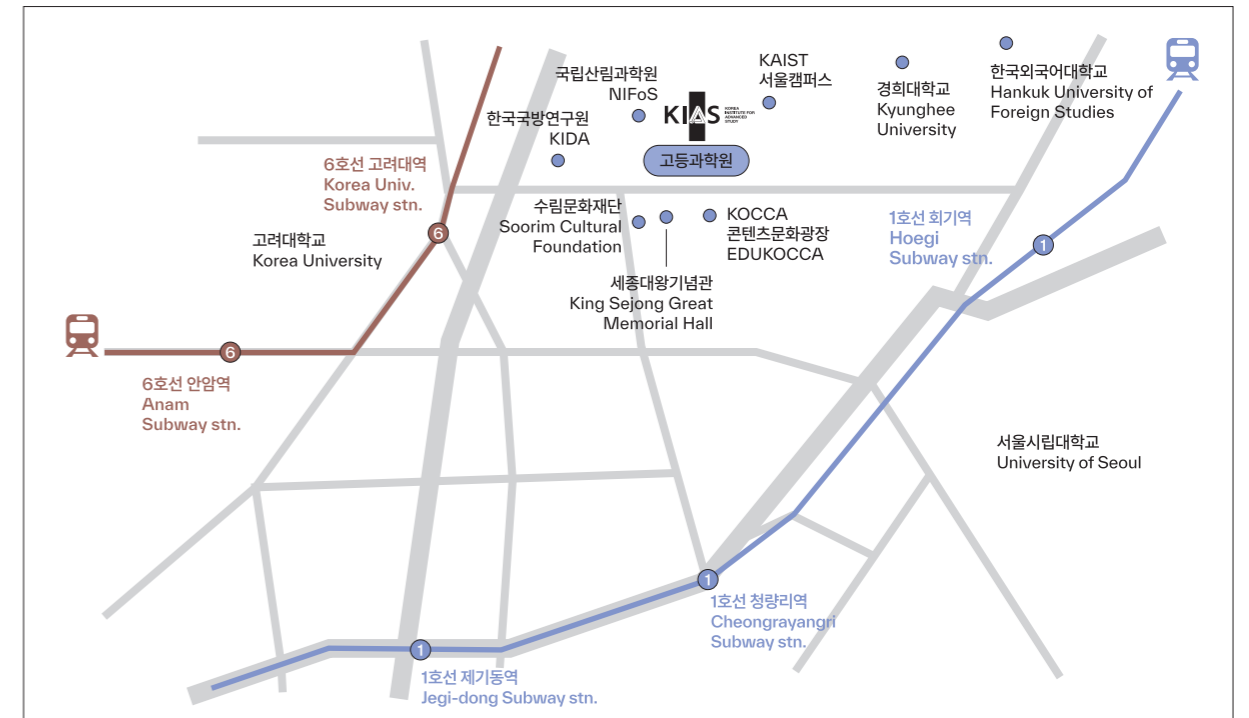 국립산림과학원
NIFoS
KIAS
KOREA
INSTITUTE FOR
ADVANCED
STUDY
KAIST
서울캠퍼스
경희대학교
Kyunghee
University
한국외국어대학교
Hankuk University of
Foreign Studies
한국국방연구원
KIDA
고등과학원
6호선 고려대역
Korea Univ.
Subway stn.
6
고려대학교
Korea University
수림문화재단
Soorim Cultural
Foundation
KOCCA
콘텐츠문화광장
EDUKOCCA
세종대왕기념관
King Sejong Great
Memorial Hall
1호선 회기역
Hoegi
Subway stn.
1
6
6호선 안암역
Anam
Subway stn.
서울시립대학교
University of Seoul
1
1호선 청량리역
Cheongrayangri
Subway stn.
1
1호선 제기동역
Jegi-dong Subway stn.